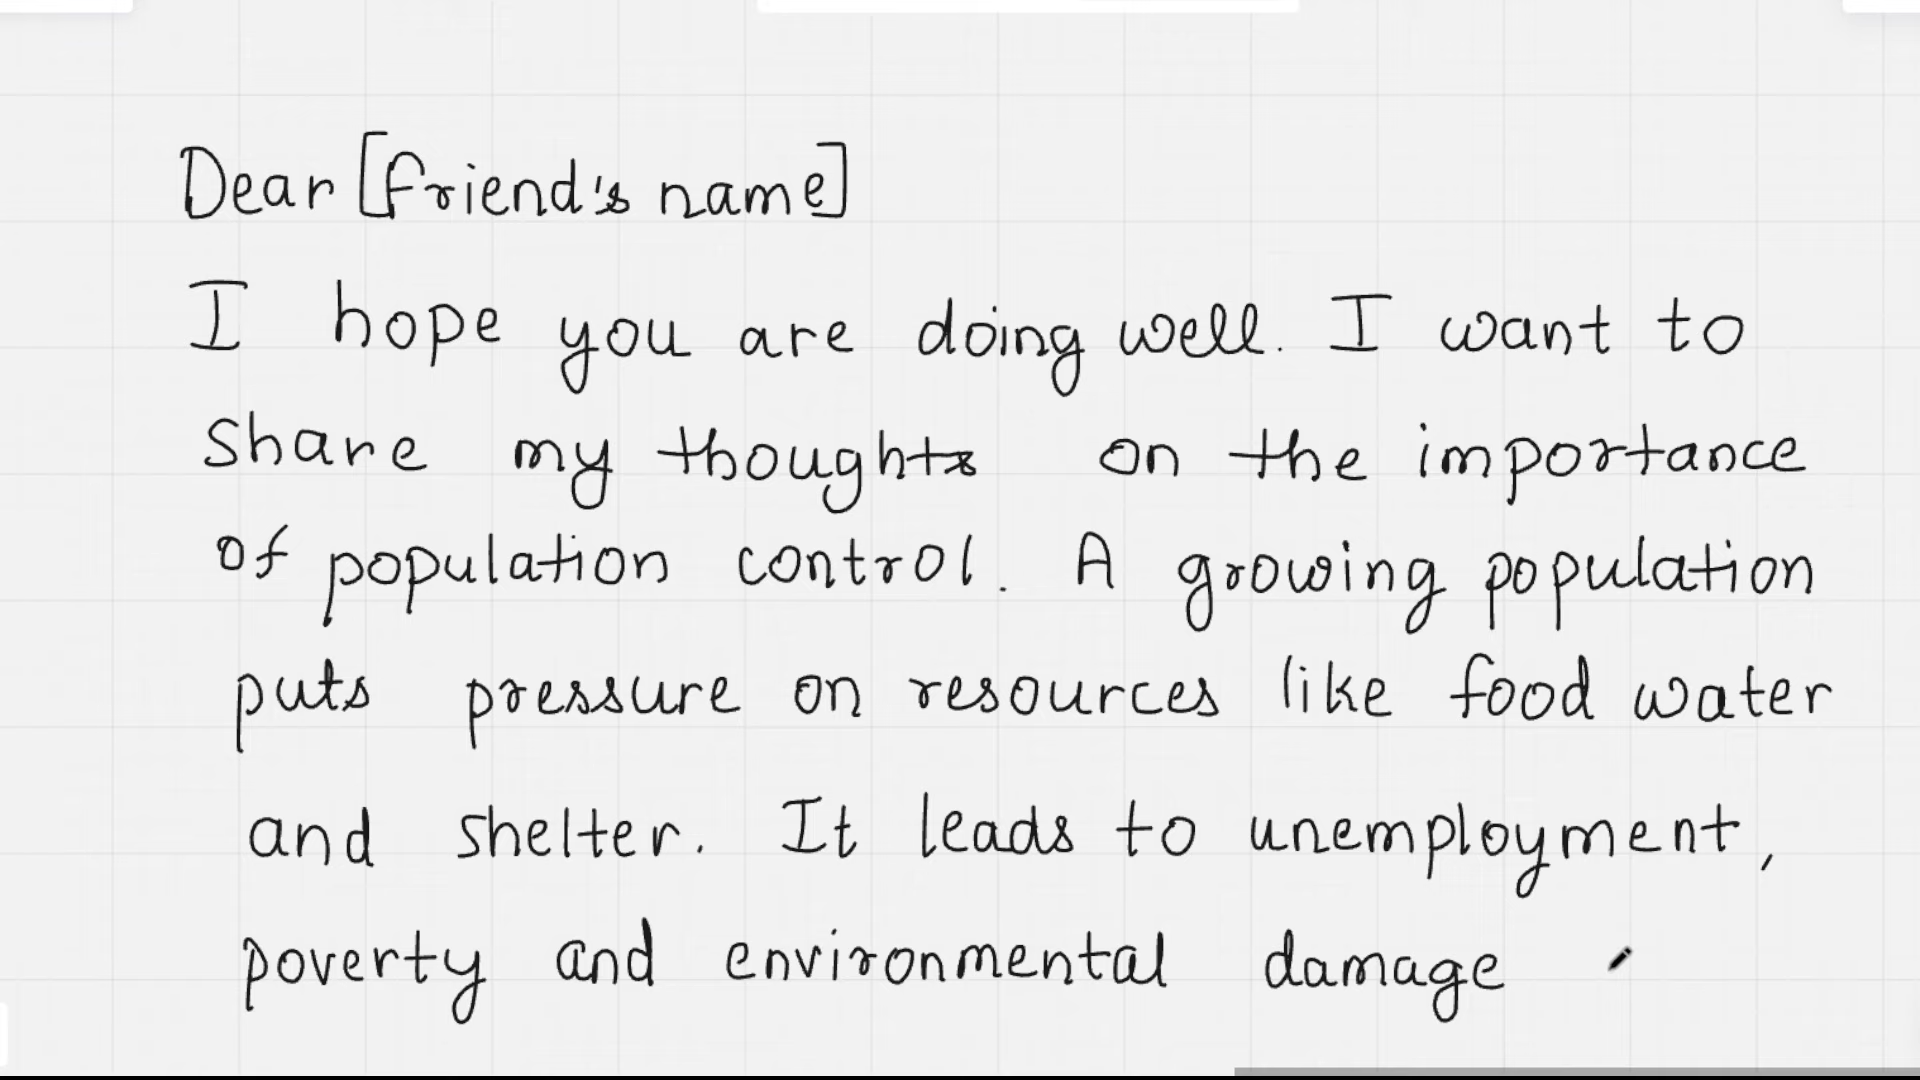 Dear [friend's name]
I hope you are doing well. I want to
share my thoughts on the importance
of population control. A growing population
puts pressure on resources like food water
and shelter. It leads to unemployment,
poverty and environmental damage